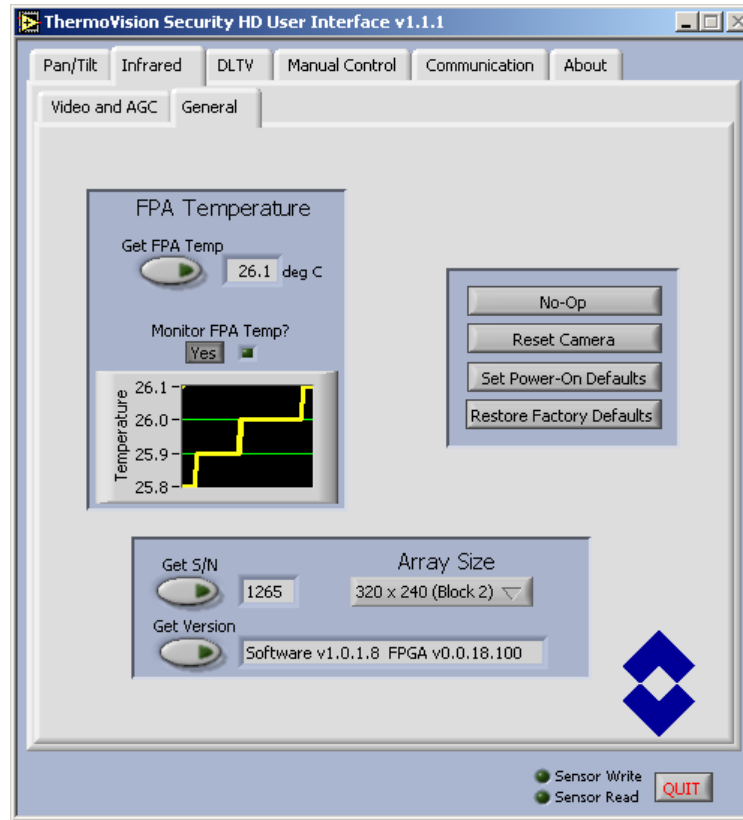 ThermoVision Security HD User Interface v1.1.1
Pan/Tilt Infrared DLTV Manual Control Communication About
Video and AGC General
FPA Temperature
Get FPA Temp
26.1 deg C
Monitor FPA Temp?
Yes
Temperature
26.1
26.0
25.9
25.8
No-Op
Reset Camera
Set Power-On Defaults
Restore Factory Defaults
Get S/N
1265
Array Size
320 x 240 (Block 2)
Get Version
Software v1.0.1.8 FPGA v0.0.18.100
Sensor Write
Sensor Read
QUIT